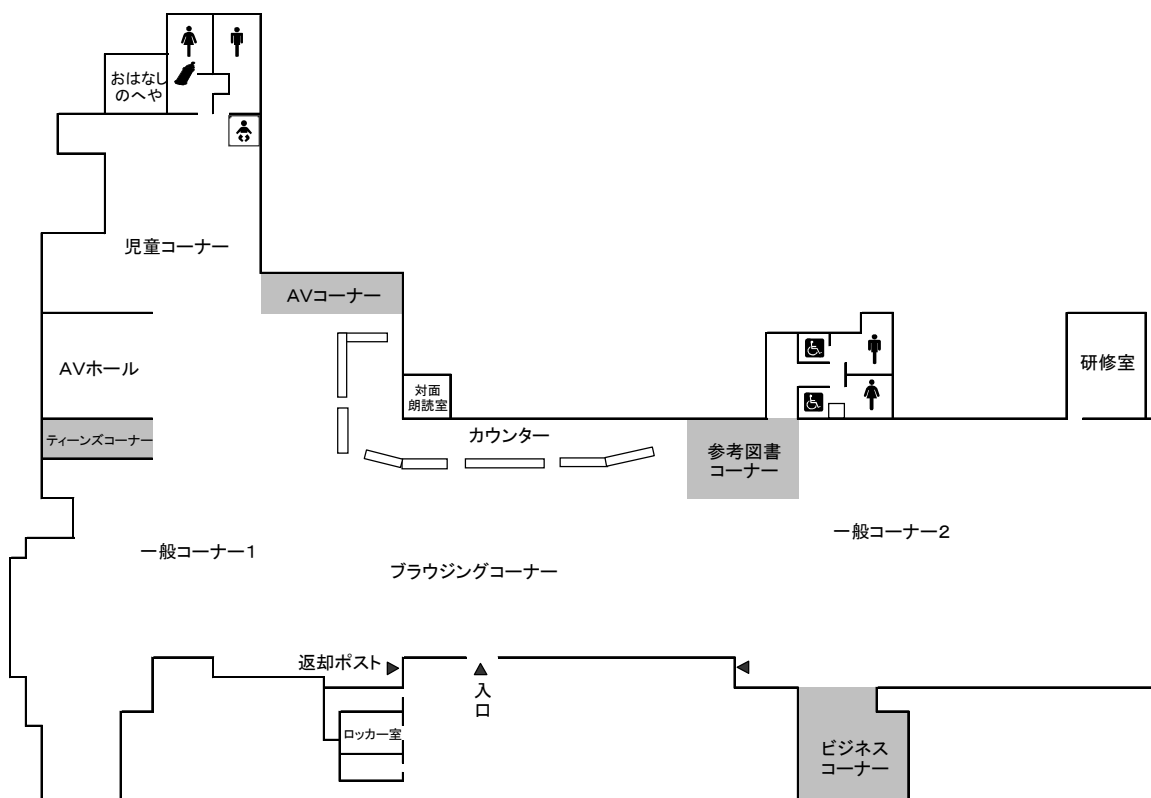 おはなし
のへや
児童コーナー
AVコーナー
AVホール
対面
朗読室
研修室
ティーンズコーナー
カウンター
参考図書
コーナー
一般コーナー1
一般コーナー2
ブラウジングコーナー
返却ポスト
入
口
ロッカー室
ビジネス
コーナー